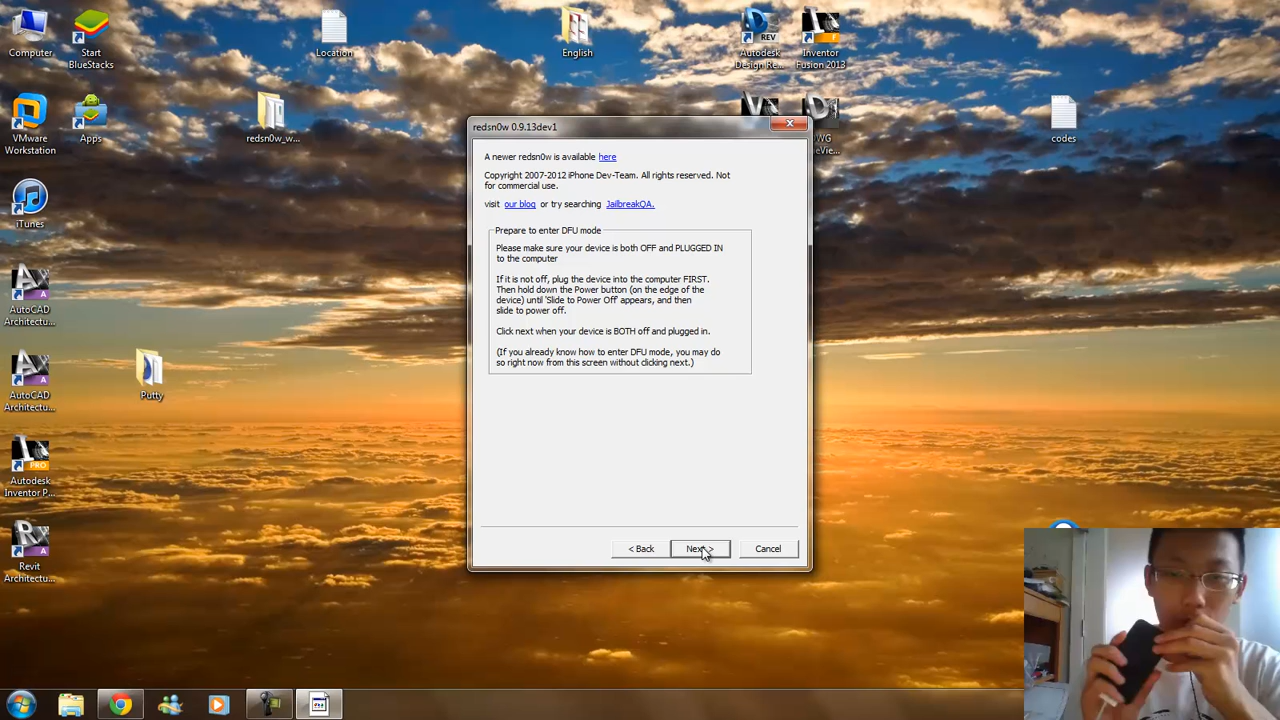 Computer
Start
BlueStacks
Location
English
Autodesk
Design Re...
REV
Inventor
Fusion 2013
VMware
Workstation
Apps
redsn0w_w...
codes
iTunes
AutoCAD
Architectu...
AutoCAD
Architectu...
Putty
Autodesk
Inventor P...
PRO
Revit
Architectu...
redsn0w 0.9.13dev1
A newer redsn0w is available here
Copyright 2007-2012 iPhone Dev-Team. All rights reserved. Not
for commercial use.
visit our blog or try searching JailbreakQA.
Prepare to enter DFU mode
Please make sure your device is both OFF and PLUGGED IN
to the computer
If it is not off, plug the device into the computer FIRST.
Then hold down the Power button (on the edge of the
device) until 'Slide to Power Off' appears, and then
slide to power off.
Click next when your device is BOTH off and plugged in.
(If you already know how to enter DFU mode, you may do
so right now from this screen without clicking next.)
< Back
Next >
Cancel